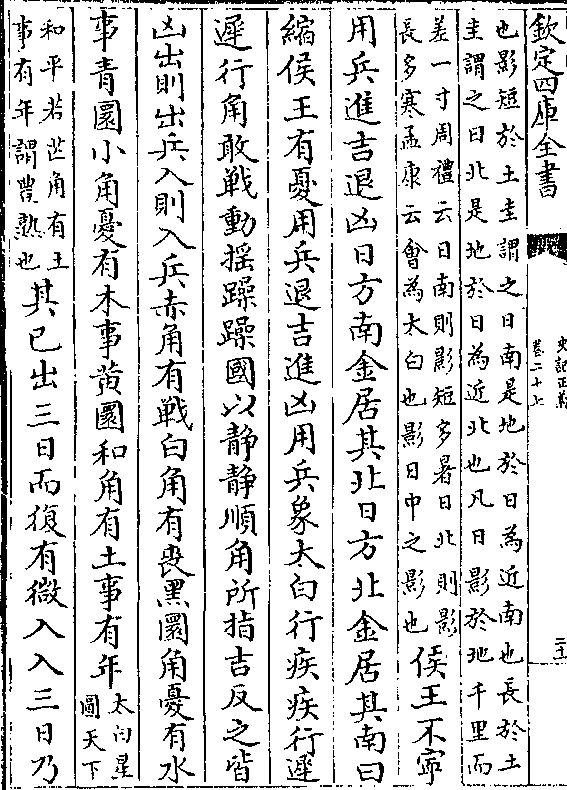 欽定四庫全書
史記正義
卷二十七
也影短於土圭謂之日南是地於日為近南也長於土
圭謂之日北是地於日為近北也凡日影於地千里而
差一寸周禮云日南則影短多暑日北則影
長多寒孟康云會為太白也影日中之影也
侯王不寧
用兵進吉退凶日方南金居其北日方北金居其南曰
縮侯王有憂用兵退吉進凶用兵象太白行疾疾行遲
遲行角敢戰動揺躁躁國以静静順角所指吉反之皆
凶出則出兵入則入兵赤角有戰白角有喪黑圜角憂有水
事青圜小角憂有木事黄圜和角有土事有年
太白星
圖天下
和平若芒角有土
事有年謂豐熟也
其已出三日而復有微入入三日乃